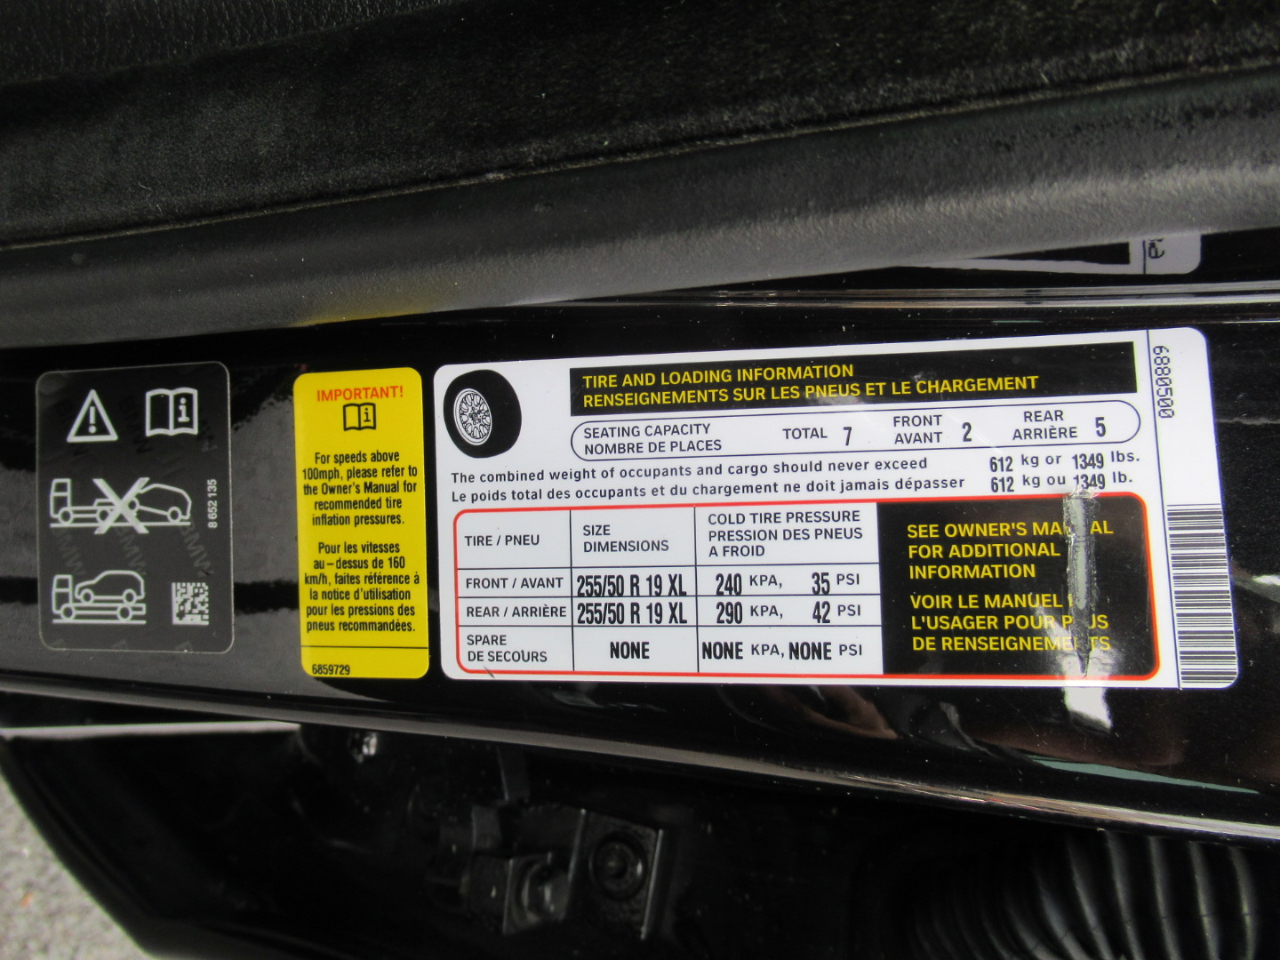 8 652 135
IMPORTANT!
For speeds above
100mph, please refer to
the Owner's Manual for
recommended tire
inflation pressures.
Pour les vitesses
au-dessus de 160
km/h, faites référence à
la notice d'utilisation
pour les pressions des
pneus recommandées.
6859729
TIRE AND LOADING INFORMATION
RENSEIGNEMENTS SUR LES PNEUS ET LE CHARGEMENT
SEATING CAPACITY TOTAL 7 FRONT 2 REAR 5
NOMBRE DE PLACES AVANT ARRIÈRE
The combined weight of occupants and cargo should never exceed 612 kg or 1349 lbs.
Le poids total des occupants et du chargement ne doit jamais dépasser 612 kg ou 1349 lb.
TIRE / PNEU
SIZE
DIMENSIONS
COLD TIRE PRESSURE
PRESSION DES PNEUS
A FROID
FRONT / AVANT 255/50 R 19 XL 240 KPA, 35 PSI
REAR / ARRIÈRE 255/50 R 19 XL 290 KPA, 42 PSI
SPARE
DE SECOURS NONE NONE KPA, NONE PSI
SEE OWNER'S MANUAL
FOR ADDITIONAL
INFORMATION
VOIR LE MANUEL
L'USAGER POUR PLUS
DE RENSEIGNEMENTS
6880500